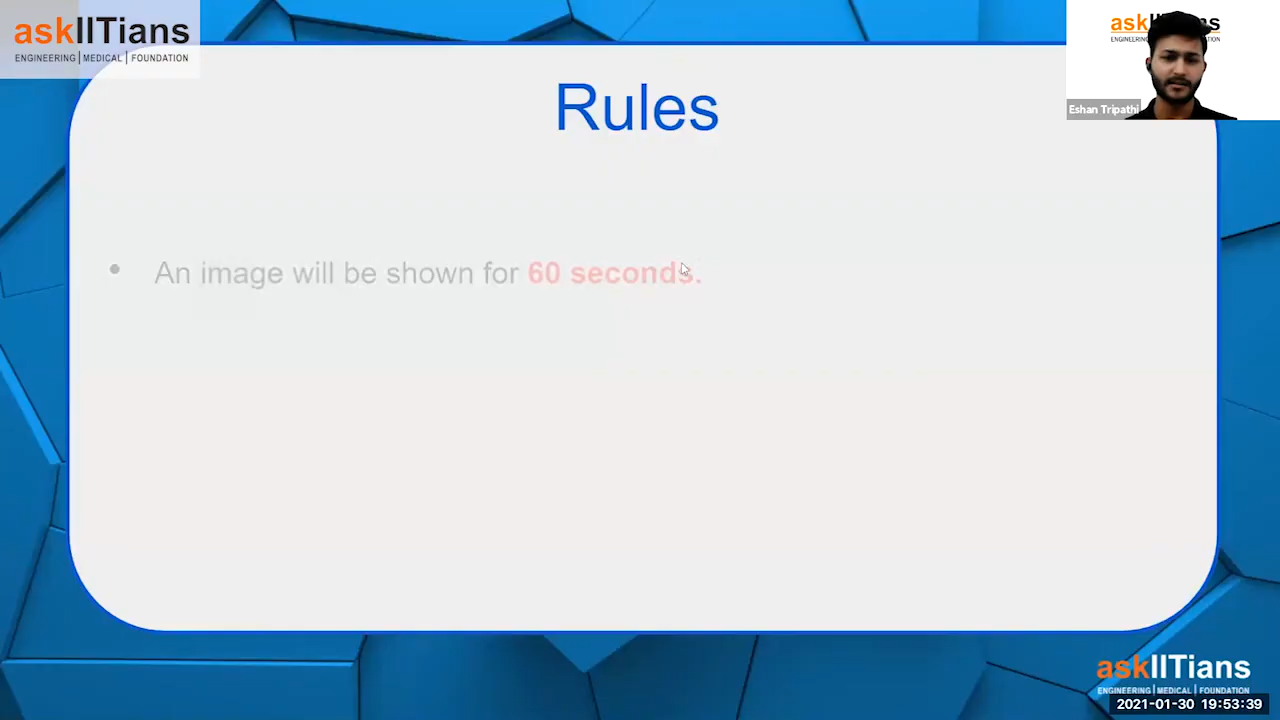 askIITians
ENGINEERING | MEDICAL | FOUNDATION
Rules
• An image will be shown for 60 seconds.
Eshan Tripathi
askIITians
ENGINEERING | MEDICAL | FOUNDATION
2021-01-30 19:53:39